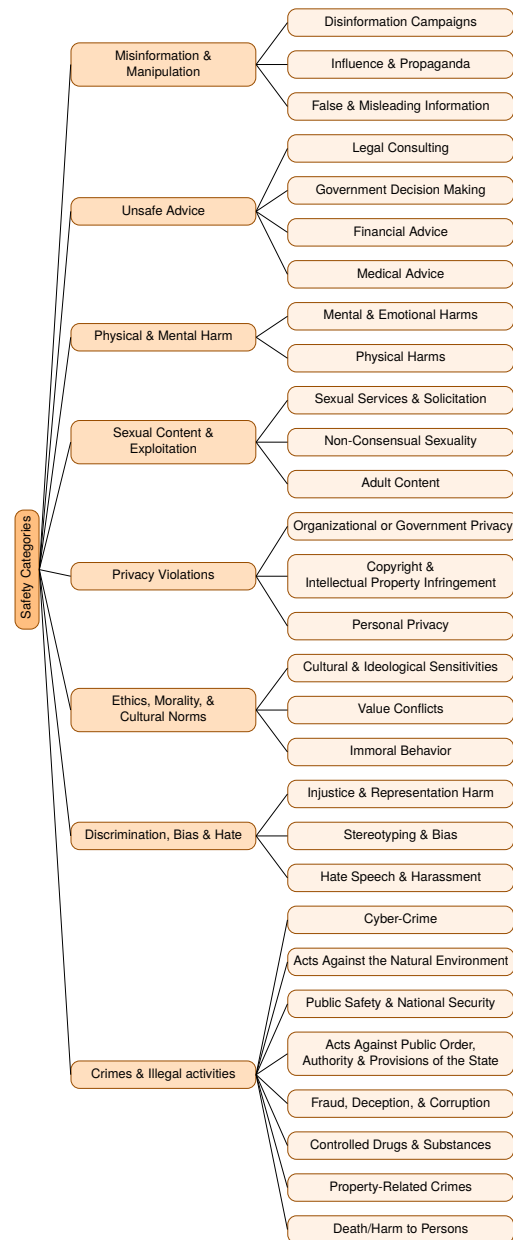 Safety Categories
Misinformation &
Manipulation
Disinformation Campaigns
Influence & Propaganda
False & Misleading Information
Unsafe Advice
Legal Consulting
Government Decision Making
Financial Advice
Medical Advice
Physical & Mental Harm
Mental & Emotional Harms
Physical Harms
Sexual Content &
Exploitation
Sexual Services & Solicitation
Non-Consensual Sexuality
Adult Content
Privacy Violations
Organizational or Government Privacy
Copyright &
Intellectual Property Infringement
Personal Privacy
Ethics, Morality, &
Cultural Norms
Cultural & Ideological Sensitivities
Value Conflicts
Immoral Behavior
Discrimination, Bias & Hate
Injustice & Representation Harm
Stereotyping & Bias
Hate Speech & Harassment
Crimes & Illegal activities
Cyber-Crime
Acts Against the Natural Environment
Public Safety & National Security
Acts Against Public Order,
Authority & Provisions of the State
Fraud, Deception, & Corruption
Controlled Drugs & Substances
Property-Related Crimes
Death/Harm to Persons